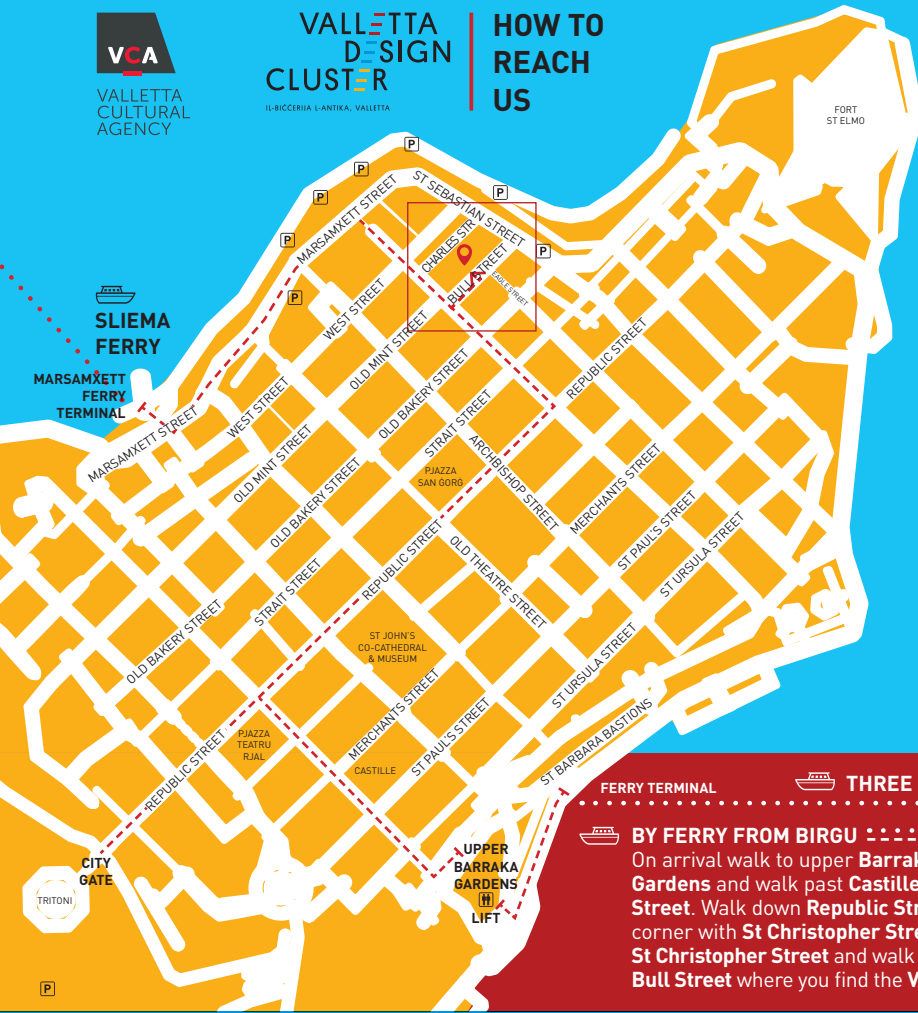 VCA
VALLETTA
CULTURAL
AGENCY
VALLETTA
DESIGN
CLUSTER
IL-BIĊĊERIJA L-ANTIKA, VALLETTA
HOW TO
REACH
US
FORT
ST ELMO
P
P
P
P
P
P
P
ST SEBASTIAN STREET
MARSAMXETT STREET
CHARLES STR
BULL STREET
EAGLE STREET
SLIEMA
FERRY
MARSAMXETT
FERRY
TERMINAL
WEST STREET
OLD MINT STREET
REPUBLIC STREET
OLD BAKERY STREET
STRAIT STREET
MARSAMXETT STREET
WEST STREET
OLD MINT STREET
OLD BAKERY STREET
PJAZZA
SAN ĠORĠ
ARCHBISHOP STREET
MERCHANTS STREET
ST PAUL'S STREET
ST URSULA STREET
REPUBLIC STREET
OLD THEATRE STREET
STRAIT STREET
OLD BAKERY STREET
ST JOHN'S
CO-CATHEDRAL
& MUSEUM
ST URSULA STREET
MERCHANTS STREET
ST PAUL'S STREET
ST BARBARA BASTIONS
PJAZZA
TEATRU
RJAL
CASTILLE
REPUBLIC STREET
CITY
GATE
TRITONI
UPPER
BARRAKA
GARDENS
LIFT
P
FERRY TERMINAL
THREE
BY FERRY FROM BIRGU
On arrival walk to upper Barrak
Gardens and walk past Castille
Street. Walk down Republic Str
corner with St Christopher Stre
St Christopher Street and walk
Bull Street where you find the V